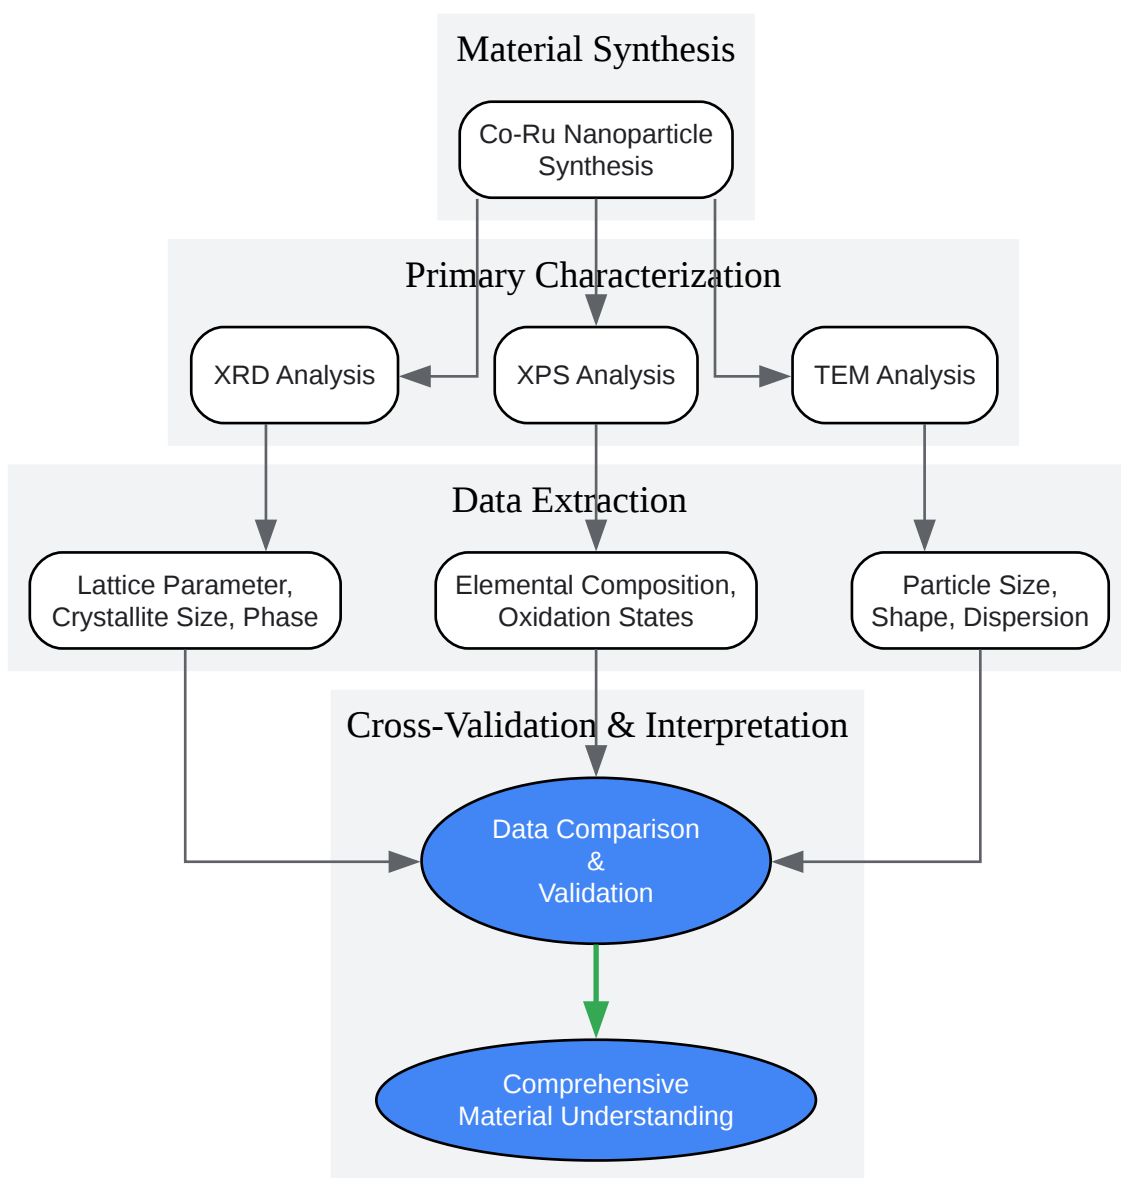 Material Synthesis
Co-Ru Nanoparticle
Synthesis
Primary Characterization
XRD Analysis
XPS Analysis
TEM Analysis
Data Extraction
Lattice Parameter,
Crystallite Size, Phase
Elemental Composition,
Oxidation States
Particle Size,
Shape, Dispersion
Cross-Validation & Interpretation
Data Comparison
&
Validation
Comprehensive
Material Understanding